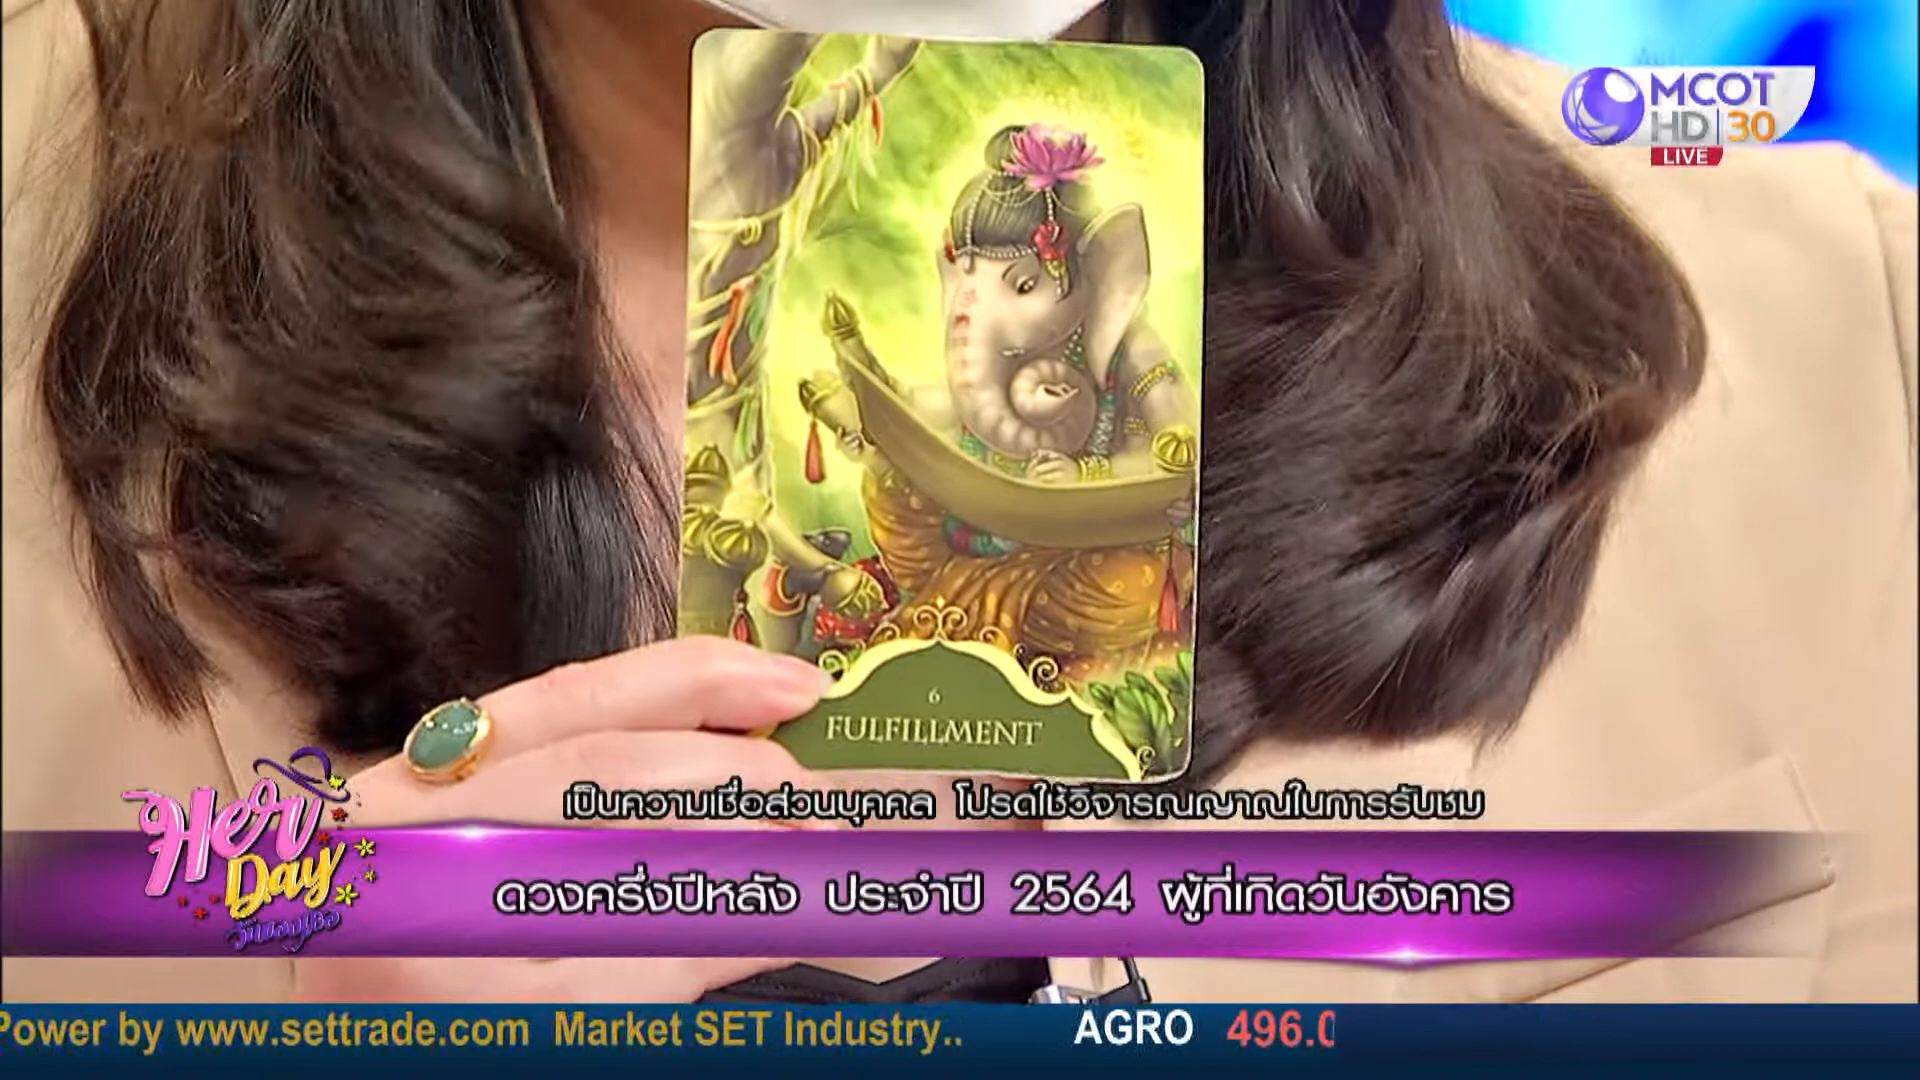 MCOT
HD 30
LIVE
6
FULFILLMENT
Her
Day
วันของเธอ
เป็นความเชื่อส่วนบุคคล โปรดใช้วิจารณญาณในการรับชม
ดวงครึ่งปีหลัง ประจำปี 2564 ผู้ที่เกิดวันอังคาร
Power by www.settrade.com Market SET Industry.. AGRO 496.0